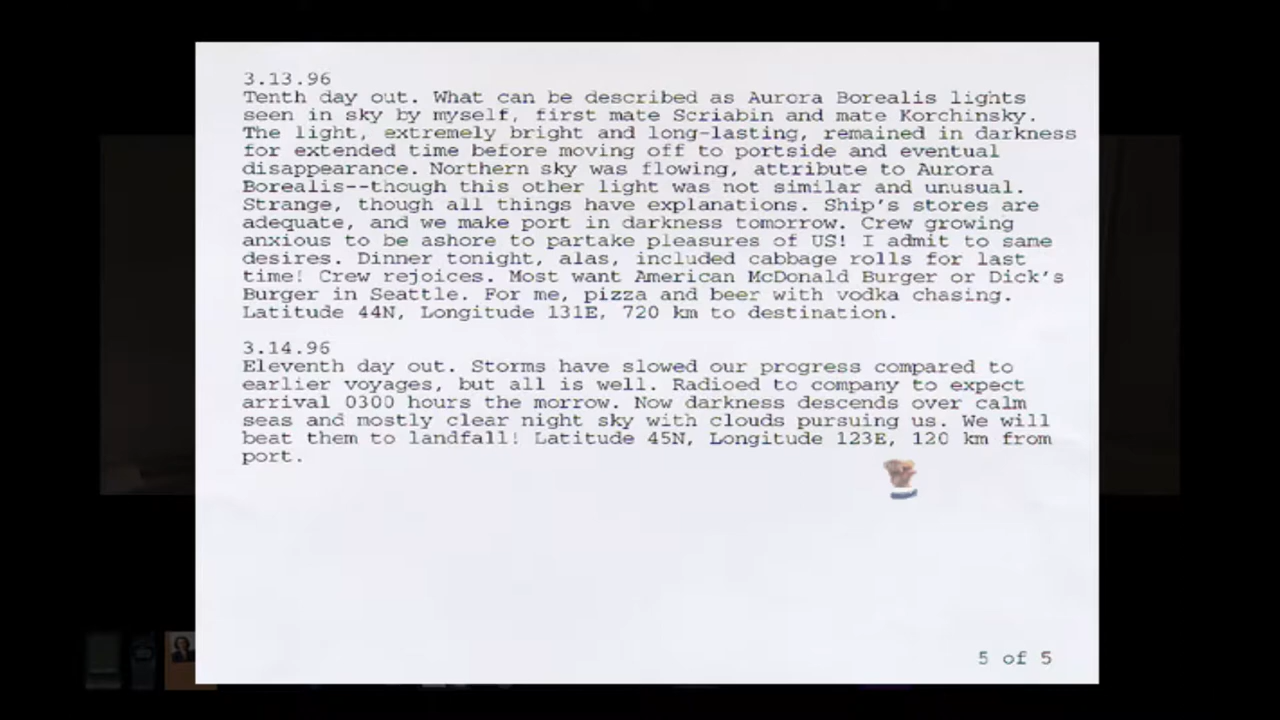 3.13.96
Tenth day out. What can be described as Aurora Borealis lights
seen in sky by myself, first mate Scriabin and mate Korchinsky.
The light, extremely bright and long-lasting, remained in darkness
for extended time before moving off to portside and eventual
disappearance. Northern sky was flowing, attribute to Aurora
Borealis--though this other light was not similar and unusual.
Strange, though all things have explanations. Ship's stores are
adequate, and we make port in darkness tomorrow. Crew growing
anxious to be ashore to partake pleasures of US! I admit to same
desires. Dinner tonight, alas, included cabbage rolls for last
time! Crew rejoices. Most want American McDonald Burger or Dick's
Burger in Seattle. For me, pizza and beer with vodka chasing.
Latitude 44N, Longitude 131E, 720 km to destination.
3.14.96
Eleventh day out. Storms have slowed our progress compared to
earlier voyages, but all is well. Radioed to company to expect
arrival 0300 hours the morrow. Now darkness descends over calm
seas and mostly clear night sky with clouds pursuing us. We will
beat them to landfall! Latitude 45N, Longitude 123E, 120 km from
port.
5 of 5